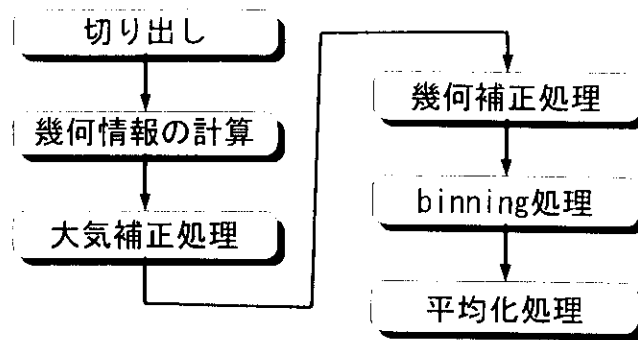 切り出し
幾何情報の計算
大気補正処理
幾何補正処理
binning処理
平均化処理